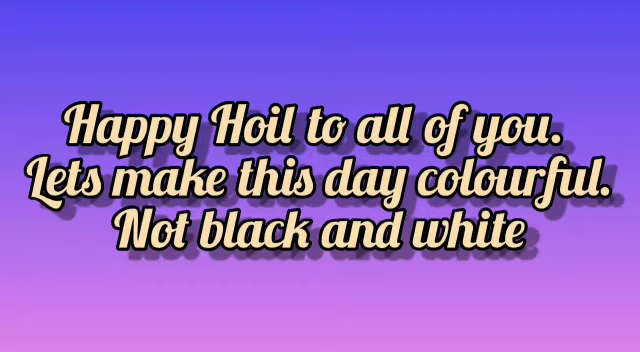 Happy Hoil to all of you.
Lets make this day colourful.
Not black and white